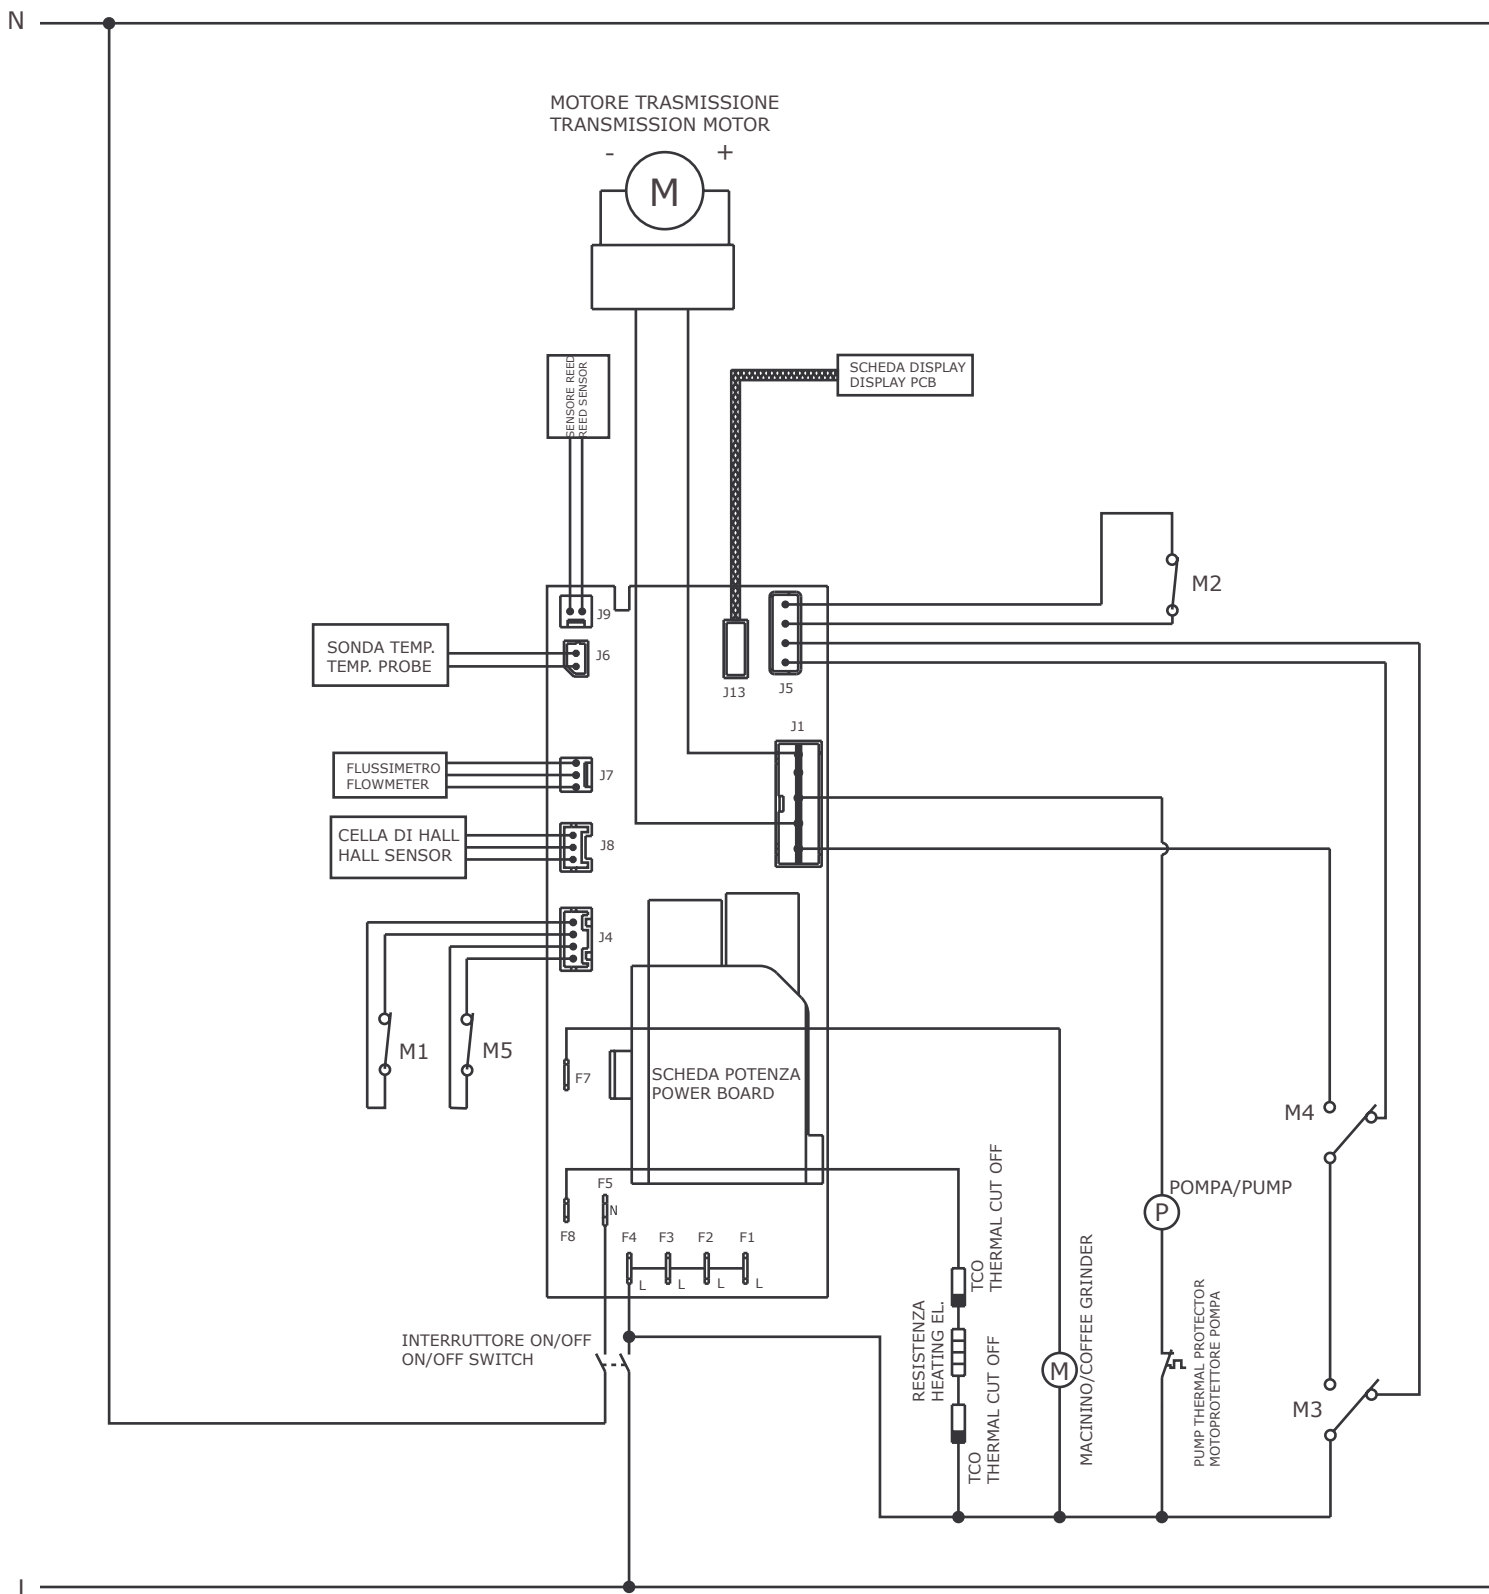 N
MOTORE TRASMISSIONE
TRANSMISSION MOTOR
- +
M
SENSORE REED
REED SENSOR
SCHEDA DISPLAY
DISPLAY PCB
M2
J9
SONDA TEMP.
TEMP. PROBE
J6
J13
J5
J1
FLUSSIMETRO
FLOWMETER
J7
CELLA DI HALL
HALL SENSOR
J8
J4
M1
M5
F7
SCHEDA POTENZA
POWER BOARD
M4
F8
F5
N
F4
F3
F2
F1
L
L
L
L
POMPA/PUMP
P
TCO
THERMAL CUT OFF
RESISTENZA
HEATING EL.
TCO
THERMAL CUT OFF
M
MACININO/COFFEE GRINDER
PUMP THERMAL PROTECTOR
MOTOPROTETTORE POMPA
M3
INTERRUTTORE ON/OFF
ON/OFF SWITCH